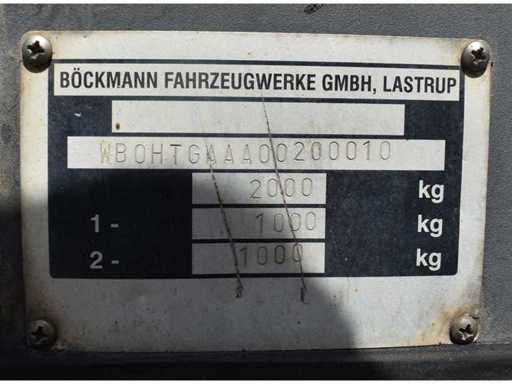 BÖCKMANN FAHRZEUGWERKE GMBH, LASTRUP
WB0HTGAAA00200010
2000 kg
1- 1000 kg
2- 1000 kg